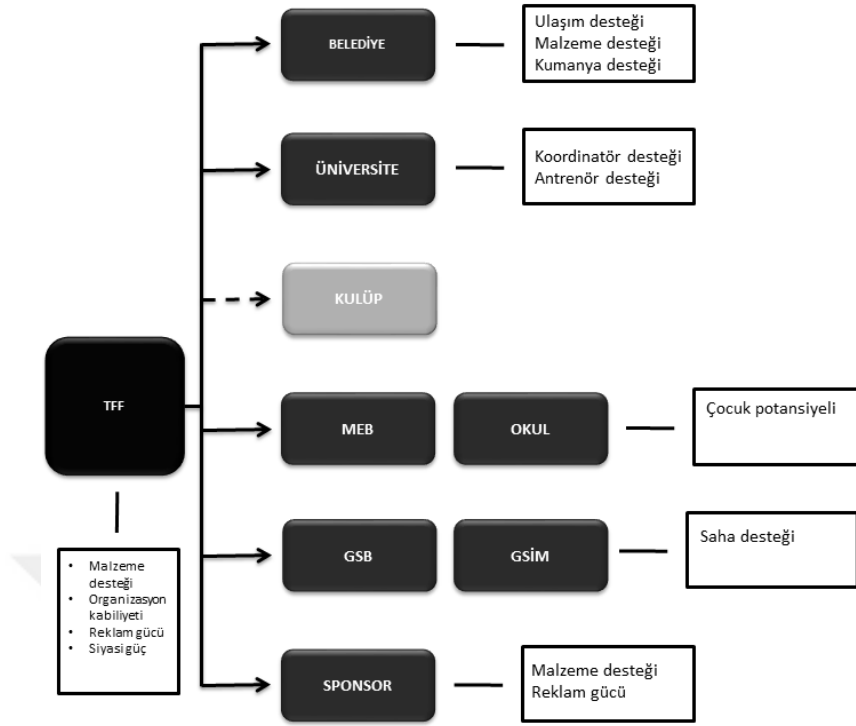 BELEDİYE
Ulaşım desteği
Malzeme desteği
Kumanya desteği
ÜNİVERSİTE
Koordinatör desteği
Antrenör desteği
KULÜP
TFF
MEB
OKUL
Çocuk potansiyeli
GSB
GSİM
Saha desteği
• Malzeme
desteği
• Organizasyon
kabiliyeti
• Reklam gücü
• Siyasi güç
SPONSOR
Malzeme desteği
Reklam gücü